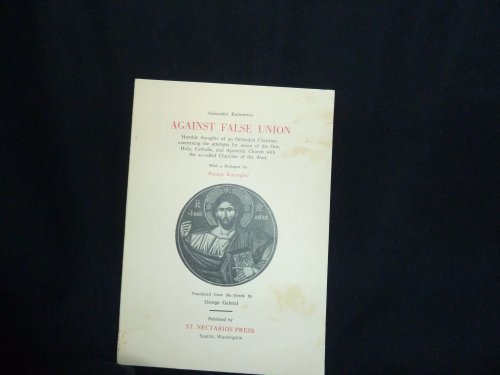 Alexander Kalomiros
AGAINST FALSE UNION
Humble thoughts of an Orthodox Christian
concerning the attempts for union of the One,
Holy, Catholic, and Apostolic Church with
the so-called Churches of the West
With a Prologue by
Photios Kontoglou
Translated from the Greek by
George Gabriel
Published by
ST. NECTARIOS PRESS
Seattle, Washington